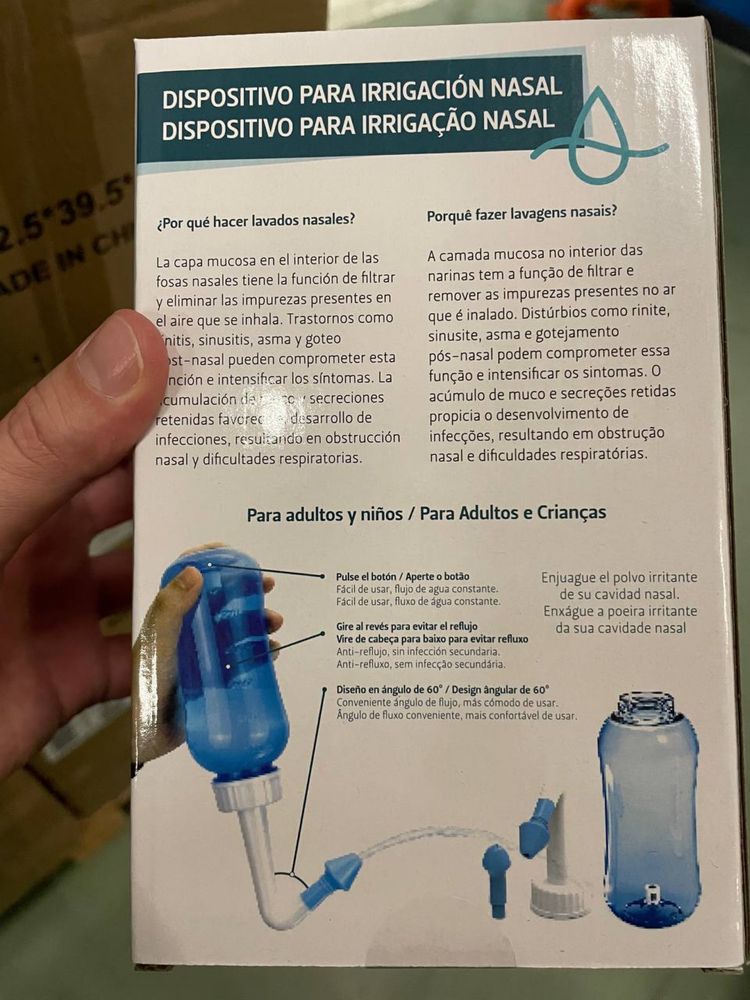 DISPOSITIVO PARA IRRIGACIÓN NASAL
DISPOSITIVO PARA IRRIGAÇÃO NASAL
¿Por qué hacer lavados nasales?
La capa mucosa en el interior de las
fosas nasales tiene la función de filtrar
y eliminar las impurezas presentes en
el aire que se inhala. Trastornos como
sinusitis, asma y goteo
pueden comprometer esta
e intensificar los síntomas. La
de y secreciones
retenidas desarrollo de
infecciones, resultando en obstrucción
nasal y dificultades respiratorias.
Porquê fazer lavagens nasais?
A camada mucosa no interior das
narinas tem a função de filtrar e
remover as impurezas presentes no ar
que é inalado. Distúrbios como rinite,
sinusite, asma e gotejamento
pós-nasal podem comprometer essa
função e intensificar os sintomas. O
acúmulo de muco e secreções retidas
propicia o desenvolvimento de
infecções, resultando em obstrução
nasal e dificuldades respiratórias.
Para adultos y niños / Para Adultos e Crianças
Pulse el botón / Aperte o botão
Fácil de usar, flujo de agua constante.
Fácil de usar, fluxo de água constante.
Gire al revés para evitar el reflujo
Vire de cabeça para baixo para evitar refluxo
Anti-reflujo, sin infección secundaria.
Anti-refluxo, sem infecção secundária.
Diseño en ángulo de 60° / Design ângular de 60°
Conveniente ángulo de flujo, más cómodo de usar.
Ângulo de fluxo conveniente, mais confortável de usar.
Enjuague el polvo irritante
de su cavidad nasal.
Enxágue a poeira irritante
da sua cavidade nasal
2.5*39.5*
ADE IN CH